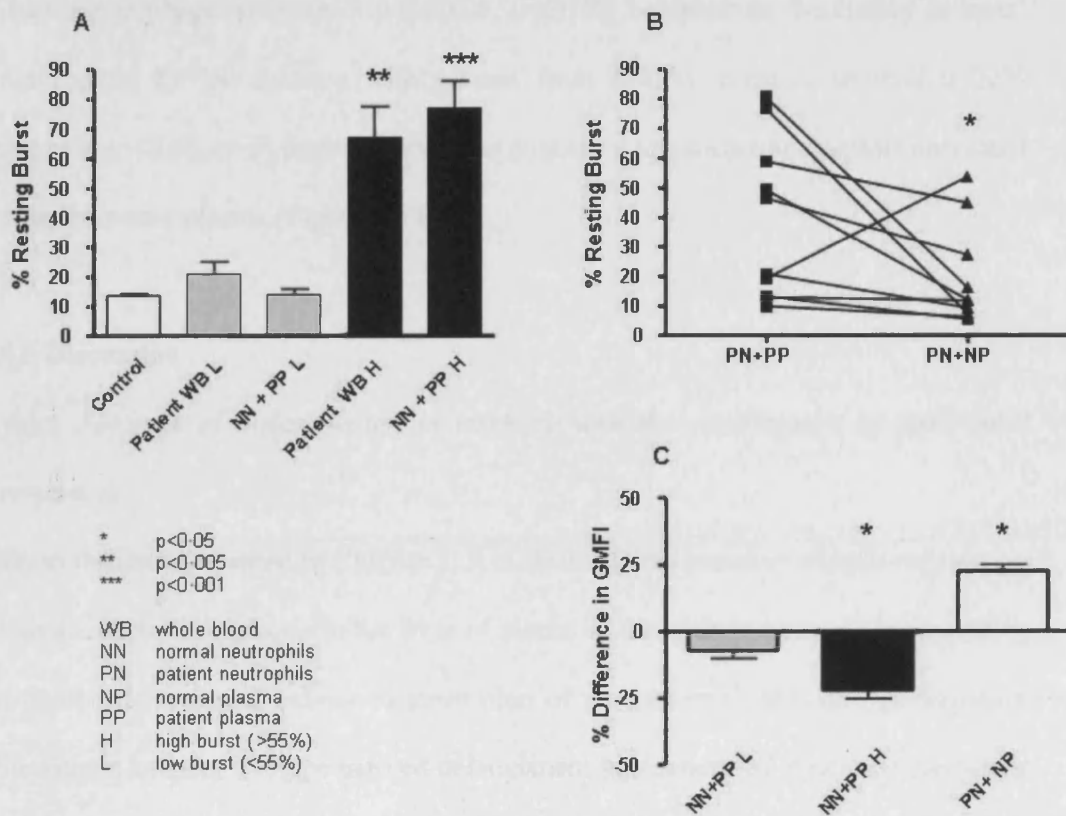 A
**
***
90
80
70
60
50
40
30
20
10
0
% Resting Burst
Control
Patient WB L
NN + PP L
Patient WB H
NN + PP H
B
*
90
80
70
60
50
40
30
20
10
0
% Resting Burst
PN+PP
PN+NP
* p<0·05
** p<0·005
*** p<0·001
WB whole blood
NN normal neutrophils
PN patient neutrophils
NP normal plasma
PP patient plasma
H high burst (>55%)
L low burst (<55%)
C
*
*
50
25
0
-25
-50
% Difference in GMFI
NN+PP L
NN+PP H
PN+ NP